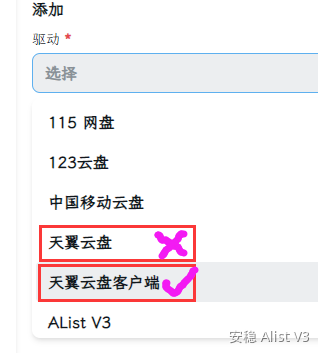 添加
驱动 *
选择
115 网盘
123云盘
中国移动云盘
天翼云盘
天翼云盘客户端
AList V3
安稳 Alist V3